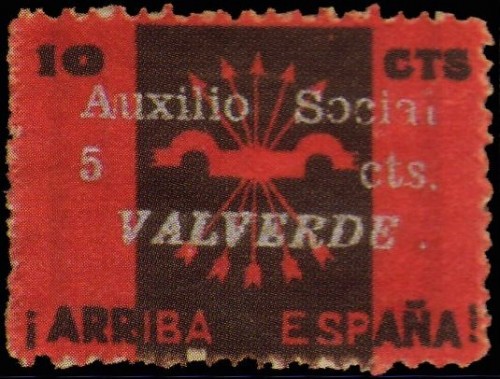 10 CTS
Auxilio Social
5 cts.
VALVERDE.
¡ARRIBA ESPAÑA!